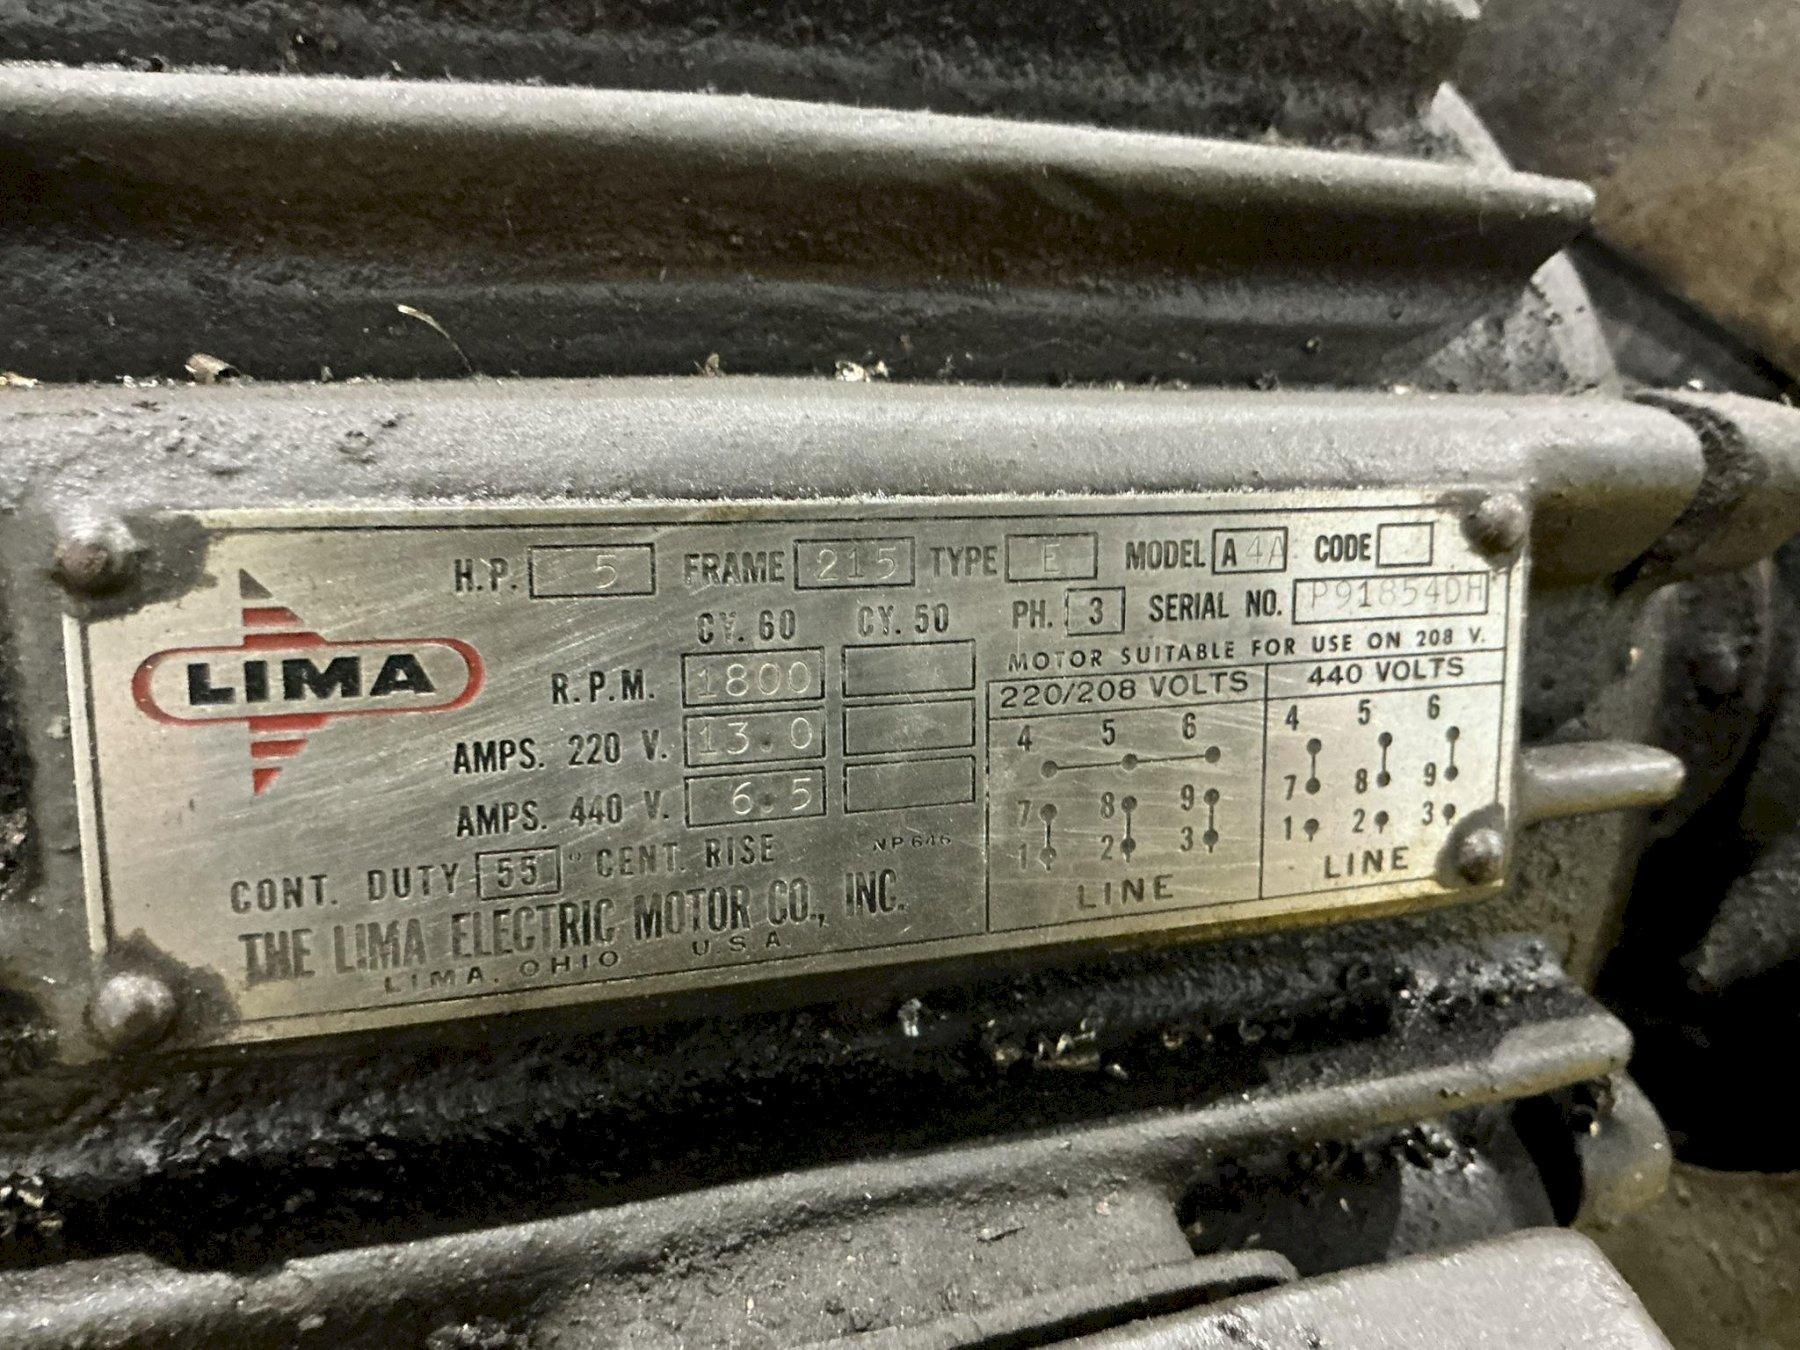 H.P. 5 FRAME 215 TYPE E MODEL A 4A CODE
CY. 60 CY. 50 PH. 3 SERIAL NO. P91854DH
LIMA
MOTOR SUITABLE FOR USE ON 208 V.
R.P.M. 1800
AMPS. 220 V. 13.0
AMPS. 440 V. 6.5
CONT. DUTY 55 ° CENT. RISE NP646
THE LIMA ELECTRIC MOTOR CO., INC.
LIMA, OHIO U.S.A.
220/208 VOLTS
4 5 6
7 8 9
1 2 3
LINE
440 VOLTS
4 5 6
7 8 9
1 2 3
LINE